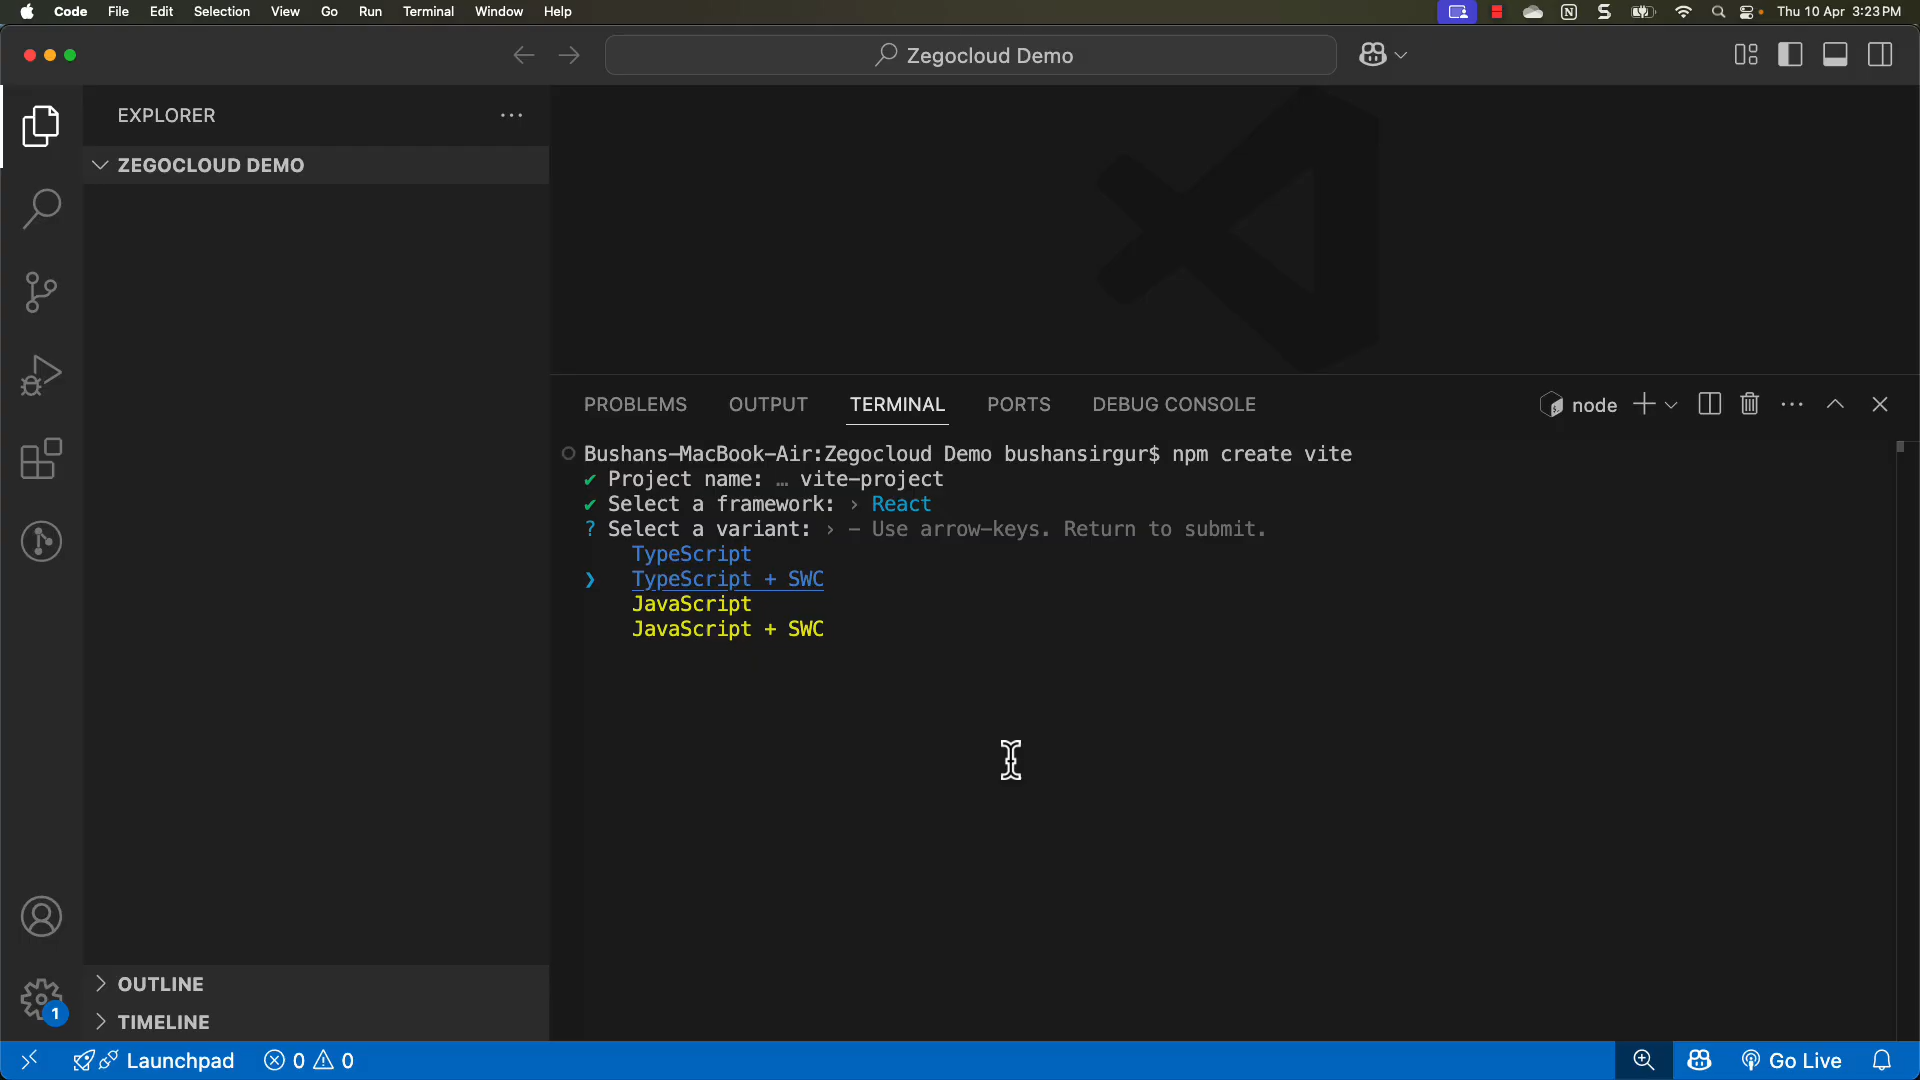 Code File Edit Selection View Go Run Terminal Window Help
Thu 10 Apr 3:23 PM
Zegocloud Demo
EXPLORER
ZEGOCLOUD DEMO
PROBLEMS OUTPUT TERMINAL PORTS DEBUG CONSOLE
node
Bushans-MacBook-Air:Zegocloud Demo bushansirgur$ npm create vite
✔ Project name: … vite-project
✔ Select a framework: › React
? Select a variant: › - Use arrow-keys. Return to submit.
TypeScript
❯ TypeScript + SWC
JavaScript
JavaScript + SWC
OUTLINE
1
TIMELINE
Launchpad 0 0
Go Live